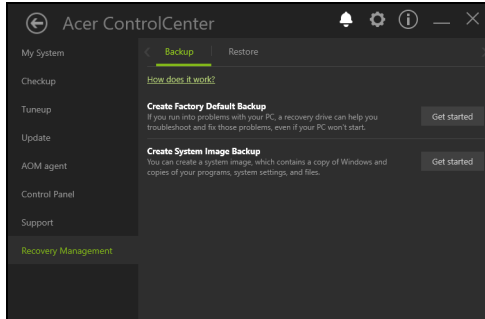 Acer ControlCenter
My System
Checkup
Tuneup
Update
AOM agent
Control Panel
Support
Recovery Management
Backup
Restore
How does it work?
Create Factory Default Backup
If you run into problems with your PC, a recovery drive can help you
troubleshoot and fix those problems, even if your PC won't start.
Get started
Create System Image Backup
You can create a system image, which contains a copy of Windows and
copies of your programs, system settings, and files.
Get started